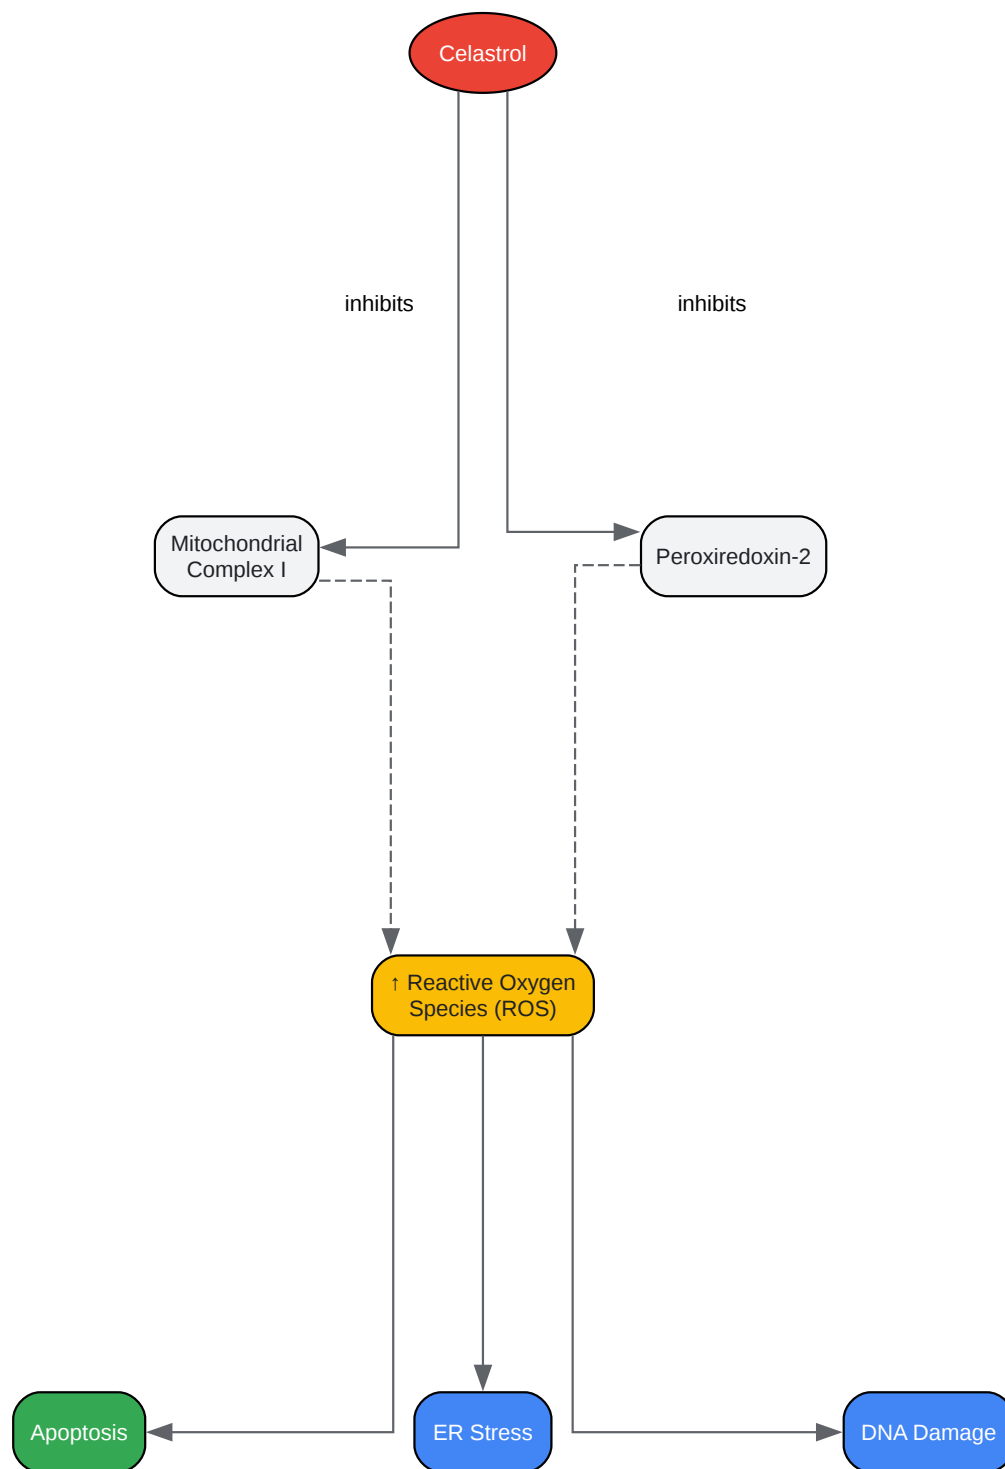 Celastrol
inhibits
inhibits
Mitochondrial
Complex I
Peroxiredoxin-2
↑ Reactive Oxygen
Species (ROS)
Apoptosis
ER Stress
DNA Damage